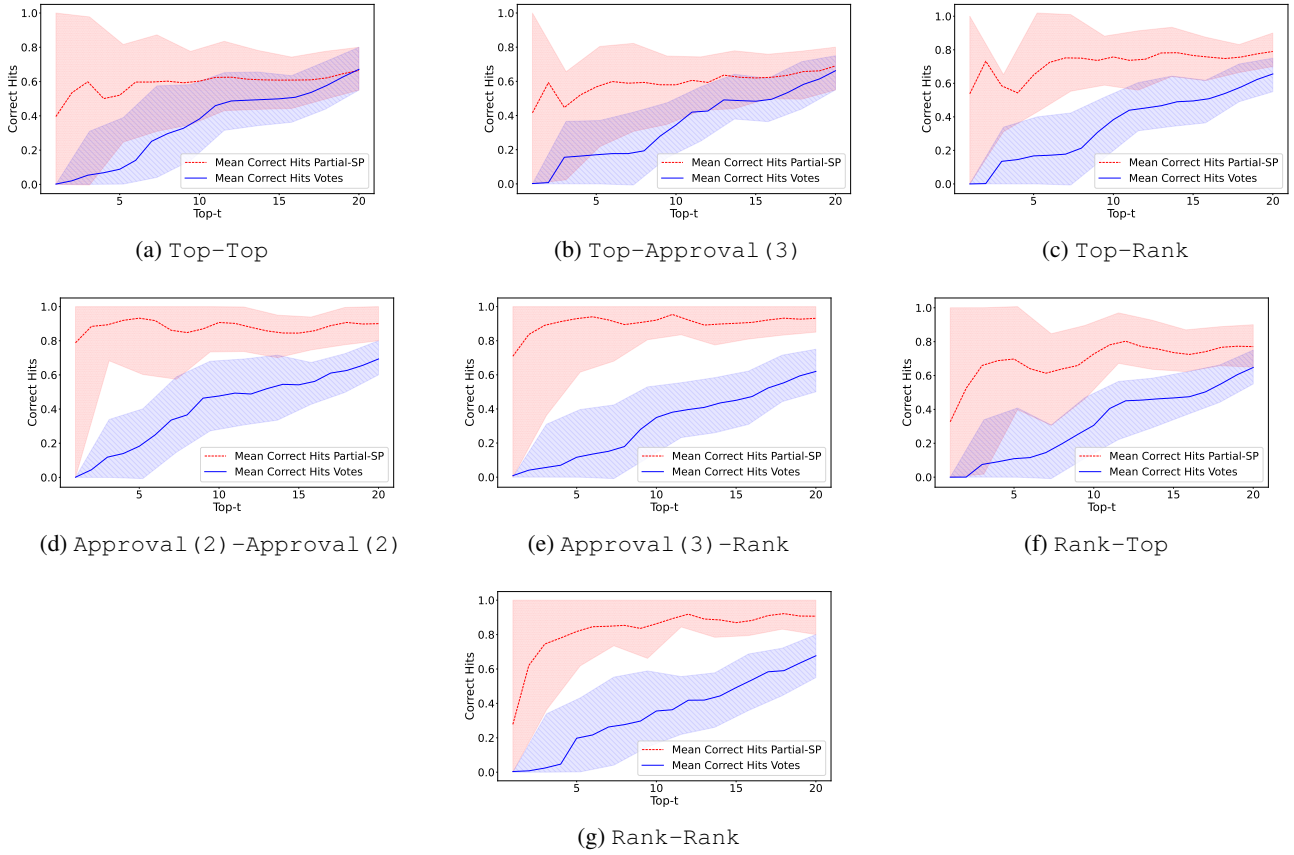 1.0
0.8
0.6
0.4
0.2
0.0
Correct Hits
Mean Correct Hits Partial-SP
Mean Correct Hits Votes
5
10
15
20
Top-t
(a) Top-Top
1.0
0.8
0.6
0.4
0.2
0.0
Correct Hits
Mean Correct Hits Partial-SP
Mean Correct Hits Votes
5
10
15
20
Top-t
(b) Top-Approval(3)
1.0
0.8
0.6
0.4
0.2
0.0
Correct Hits
Mean Correct Hits Partial-SP
Mean Correct Hits Votes
5
10
15
20
Top-t
(c) Top-Rank
1.0
0.8
0.6
0.4
0.2
0.0
Correct Hits
Mean Correct Hits Partial-SP
Mean Correct Hits Votes
5
10
15
20
Top-t
(d) Approval(2)-Approval(2)
1.0
0.8
0.6
0.4
0.2
0.0
Correct Hits
Mean Correct Hits Partial-SP
Mean Correct Hits Votes
5
10
15
20
Top-t
(e) Approval(3)-Rank
1.0
0.8
0.6
0.4
0.2
0.0
Correct Hits
Mean Correct Hits Partial-SP
Mean Correct Hits Votes
5
10
15
20
Top-t
(f) Rank-Top
1.0
0.8
0.6
0.4
0.2
0.0
Correct Hits
Mean Correct Hits Partial-SP
Mean Correct Hits Votes
5
10
15
20
Top-t
(g) Rank-Rank